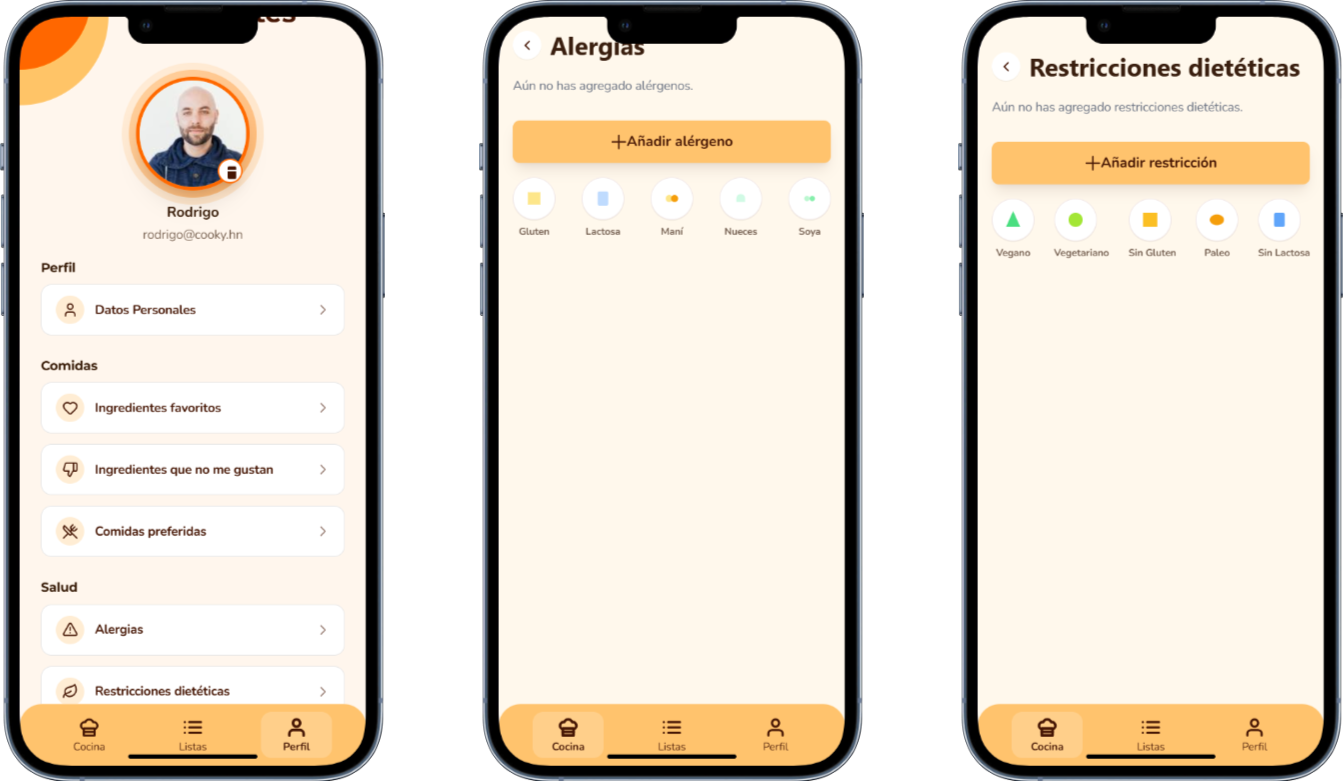 Rodrigo
rodrigo@cooky.hn
Perfil
Datos Personales
Comidas
Ingredientes favoritos
Ingredientes que no me gustan
Comidas preferidas
Salud
Alergias
Restricciones dietéticas
Cocina
Listas
Perfil
Alergias
Aún no has agregado alérgenos.
+Añadir alérgeno
Gluten
Lactosa
Maní
Nueces
Soya
Cocina
Listas
Perfil
Restricciones dietéticas
Aún no has agregado restricciones dietéticas.
+Añadir restricción
Vegano
Vegetariano
Sin Gluten
Paleo
Sin Lactosa
Cocina
Listas
Perfil